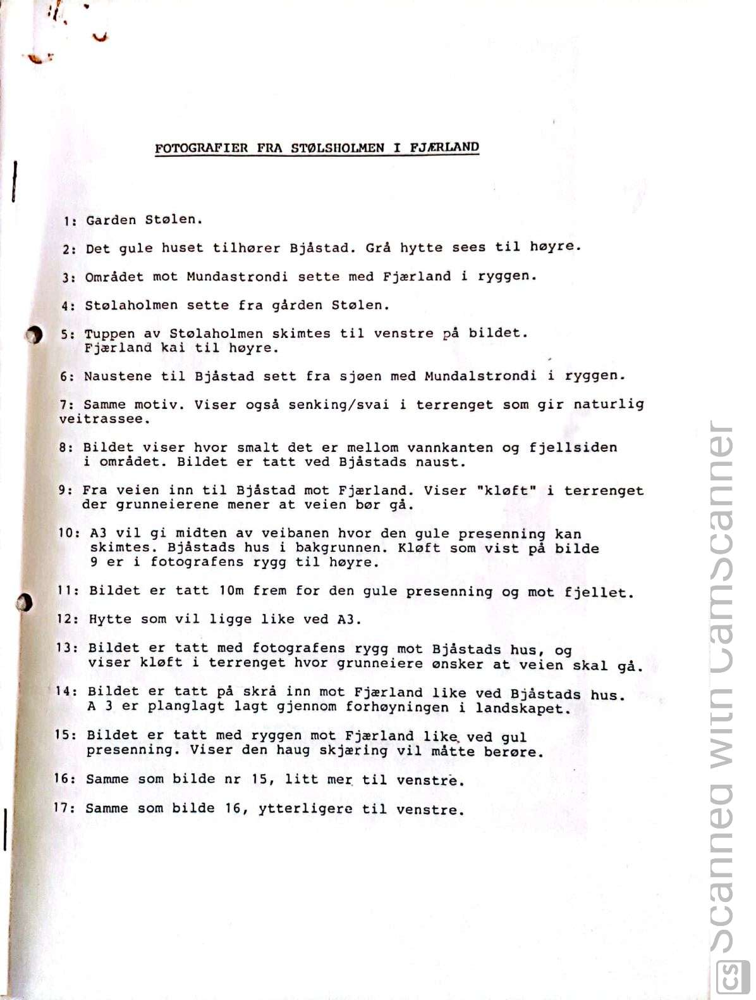 FOTOGRAFIER FRA STØLSHOLMEN I FJÆRLAND
1: Garden Stølen.
2: Det gule huset tilhører Bjåstad. Grå hytte sees til høyre.
3: Området mot Mundastrondi sette med Fjærland i ryggen.
4: Stølaholmen sette fra gården Stølen.
5: Tuppen av Stølaholmen skimtes til venstre på bildet.
Fjærland kai til høyre.
6: Naustene til Bjåstad sett fra sjøen med Mundalstrondi i ryggen.
7: Samme motiv. Viser også senking/svai i terrenget som gir naturlig
veitrassee.
8: Bildet viser hvor smalt det er mellom vannkanten og fjellsiden
i området. Bildet er tatt ved Bjåstads naust.
9: Fra veien inn til Bjåstad mot Fjærland. Viser "kløft" i terrenget
der grunneierene mener at veien bør gå.
10: A3 vil gi midten av veibanen hvor den gule presenning kan
skimtes. Bjåstads hus i bakgrunnen. Kløft som vist på bilde
9 er i fotografens rygg til høyre.
11: Bildet er tatt 10m frem for den gule presenning og mot fjellet.
12: Hytte som vil ligge like ved A3.
13: Bildet er tatt med fotografens rygg mot Bjåstads hus, og
viser kløft i terrenget hvor grunneiere ønsker at veien skal gå.
14: Bildet er tatt på skrå inn mot Fjærland like ved Bjåstads hus.
A 3 er planglagt lagt gjennom forhøyningen i landskapet.
15: Bildet er tatt med ryggen mot Fjærland like ved gul
presenning. Viser den haug skjæring vil måtte berøre.
16: Samme som bilde nr 15, litt mer til venstre.
17: Samme som bilde 16, ytterligere til venstre.
CS Scanned with CamScanner